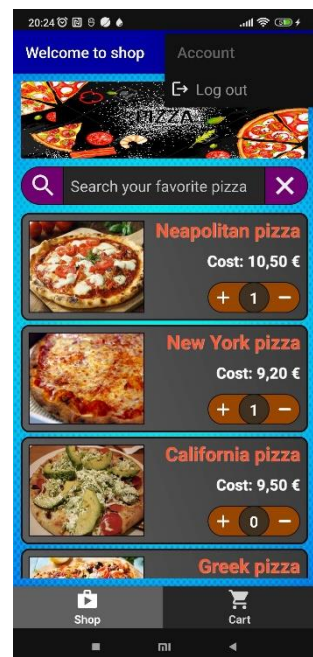 20:24
Welcome to shop
Account
Log out
PIZZA
Search your favorite pizza
Neapolitan pizza
Cost: 10,50 €
+ 1 −
New York pizza
Cost: 9,20 €
+ 1 −
California pizza
Cost: 9,50 €
+ 0 −
Greek pizza
Shop
Cart